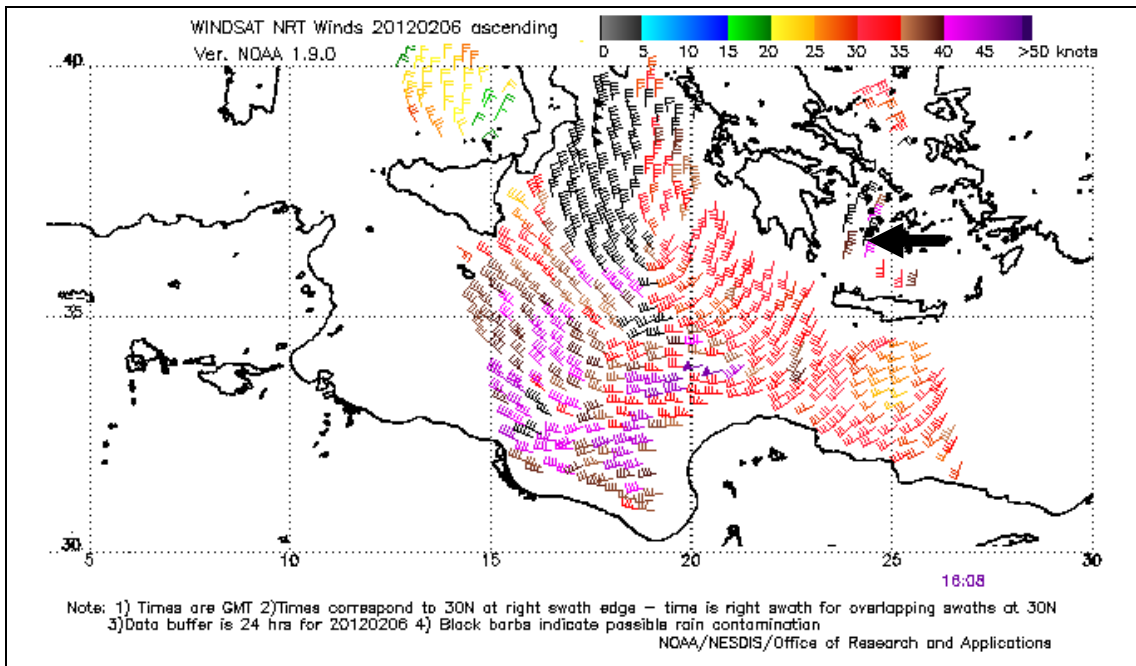 WINDSAT NRT Winds 20120206 ascending
Ver. NOAA 1.9.0
0 5 10 15 20 25 30 35 40 45 >50 knots
40
35
30
5 10 15 20 25 30
16:08
Note: 1) Times are GMT 2)Times correspond to 30N at right swath edge – time is right swath for overlapping swaths at 30N
3)Data buffer is 24 hrs for 20120206 4) Black barbs indicate possible rain contamination
NOAA/NESDIS/Office of Research and Applications